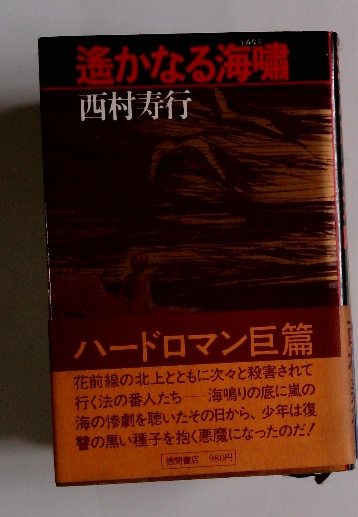 遙かなる海嘯
西村寿行
ハードロマン巨篇
花前線の北上とともに次々と殺害されて
行く法の番人たち——海鳴りの底に嵐の
海の惨劇を聴いたその日から、少年は復
讐の黒い種子を抱く悪魔になったのだ！
徳間書店 980円